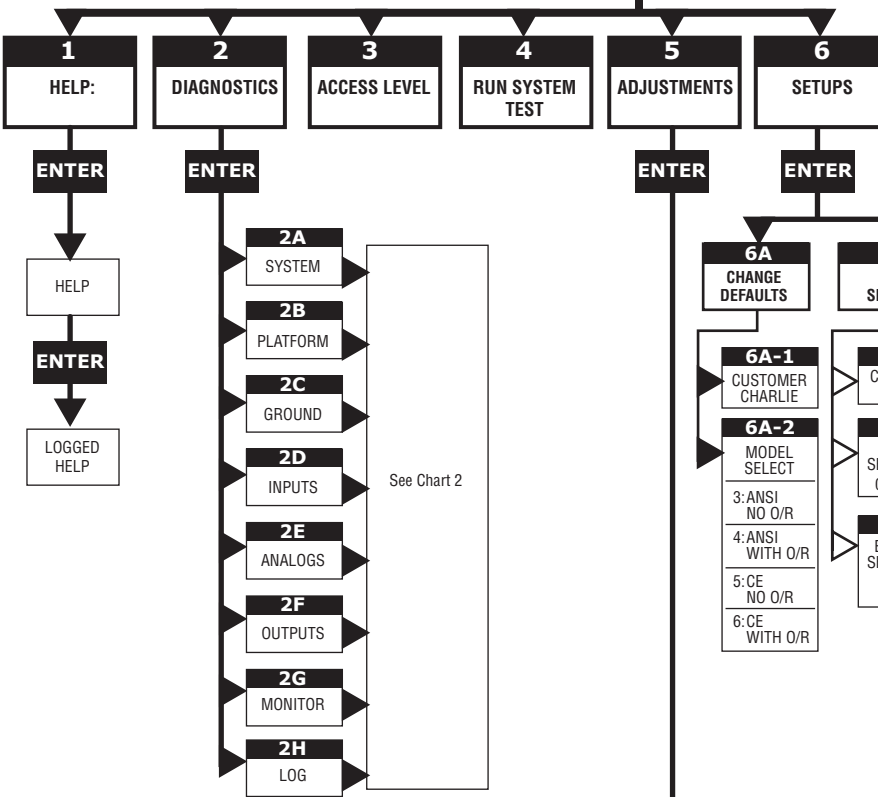 1
HELP:
2
DIAGNOSTICS
3
ACCESS LEVEL
4
RUN SYSTEM
TEST
5
ADJUSTMENTS
6
SETUPS
ENTER
ENTER
ENTER
ENTER
HELP
ENTER
LOGGED
HELP
2A
SYSTEM
2B
PLATFORM
2C
GROUND
2D
INPUTS
2E
ANALOGS
2F
OUTPUTS
2G
MONITOR
2H
LOG
See Chart 2
6A
CHANGE
DEFAULTS
6A-1
CUSTOMER
CHARLIE
6A-2
MODEL
SELECT
3:ANSI
NO O/R
4:ANSI
WITH O/R
5:CE
NO O/R
6:CE
WITH O/R